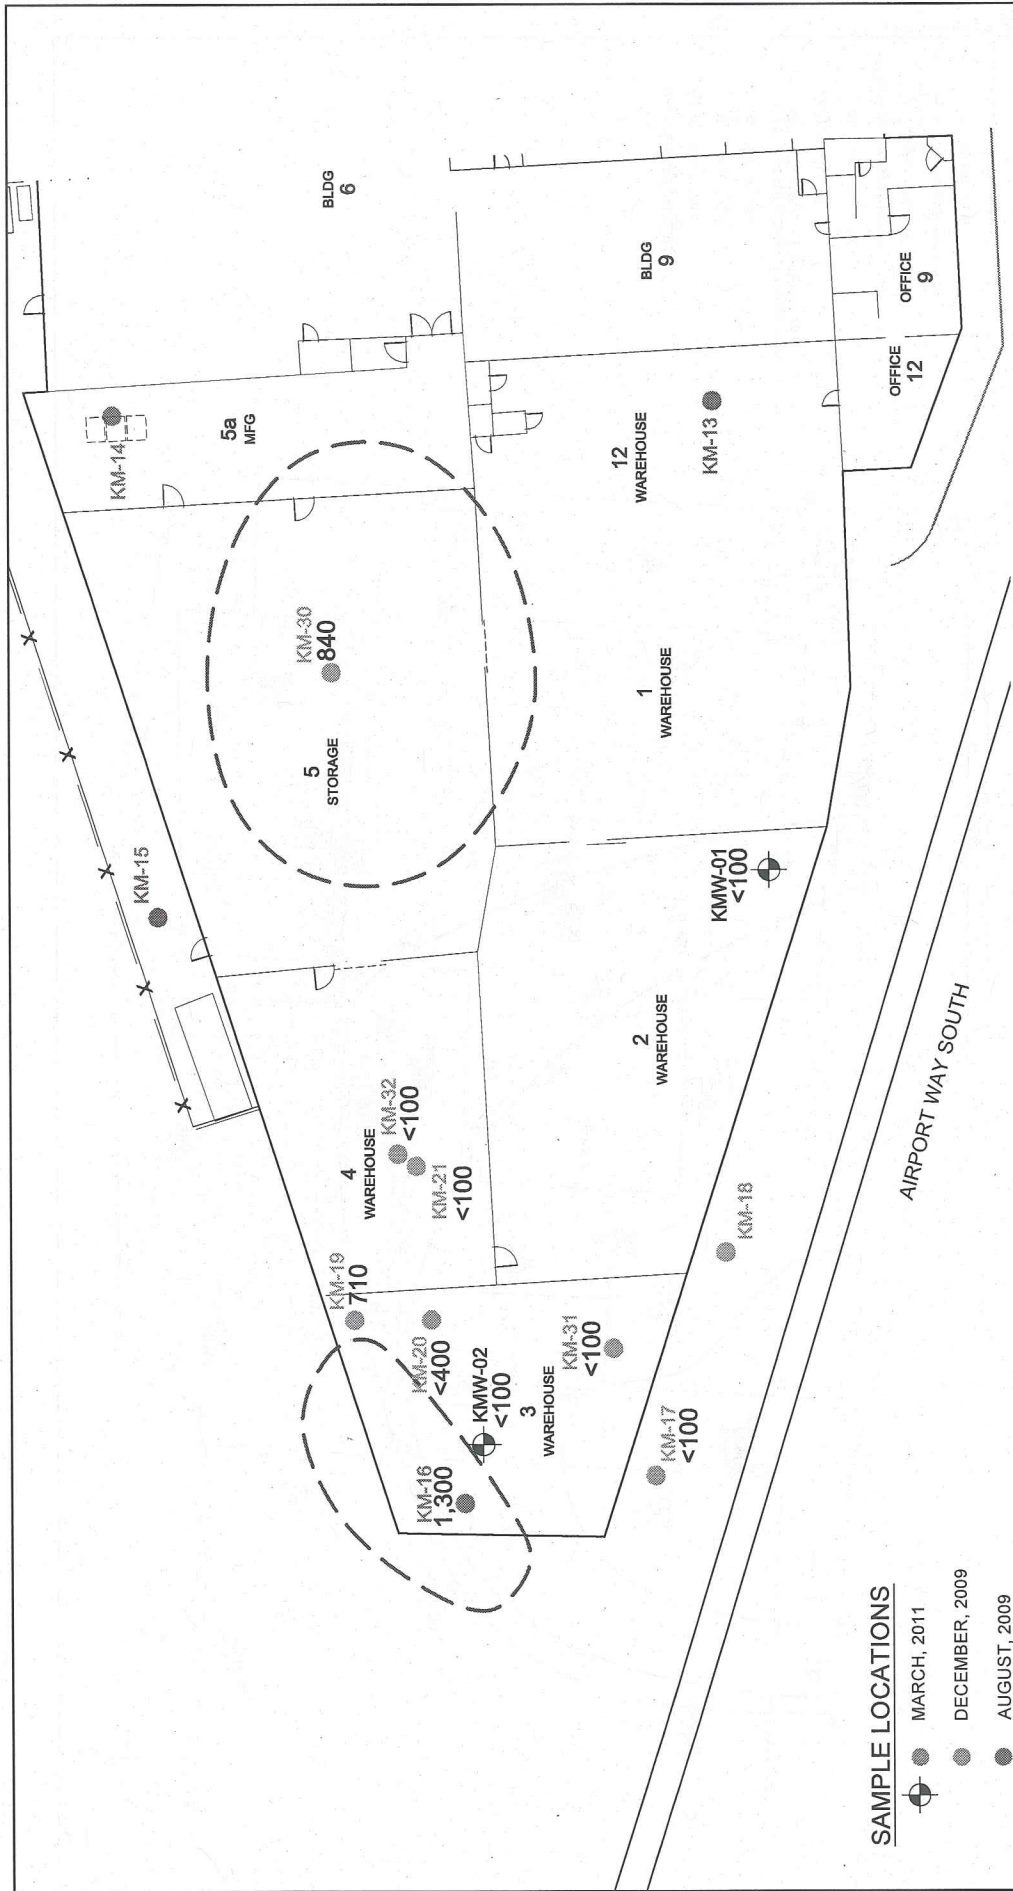 BLDG
6
BLDG
9
OFFICE
9
OFFICE
12
5a
MFG
KM-14
12
WAREHOUSE
KM-13
KM-30
840
5
STORAGE
1
WAREHOUSE
KM-15
KMW-01
<100
2
WAREHOUSE
4
WAREHOUSE
KM-32
<100
KM-21
<100
KM-19
710
KM-20
<400
KMW-02
<100
3
WAREHOUSE
KM-31
<100
KM-18
KM-16
1,300
KM-17
<100
AIRPORT WAY SOUTH
SAMPLE LOCATIONS
MARCH, 2011
DECEMBER, 2009
AUGUST, 2009